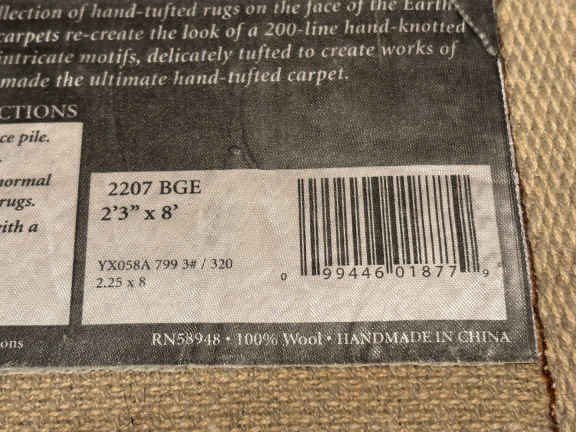 llection of hand-tufted rugs on the face of the Earth
carpets re-create the look of a 200-line hand-knotted
intricate motifs, delicately tufted to create works of
made the ultimate hand-tufted carpet.
CTIONS
ce pile.
normal
rugs.
ith a
2207 BGE
2'3" x 8'
YX058A 799 3# / 320
2.25 x 8
0 99446 01877 9
ons
RN58948 • 100% Wool • HANDMADE IN CHINA